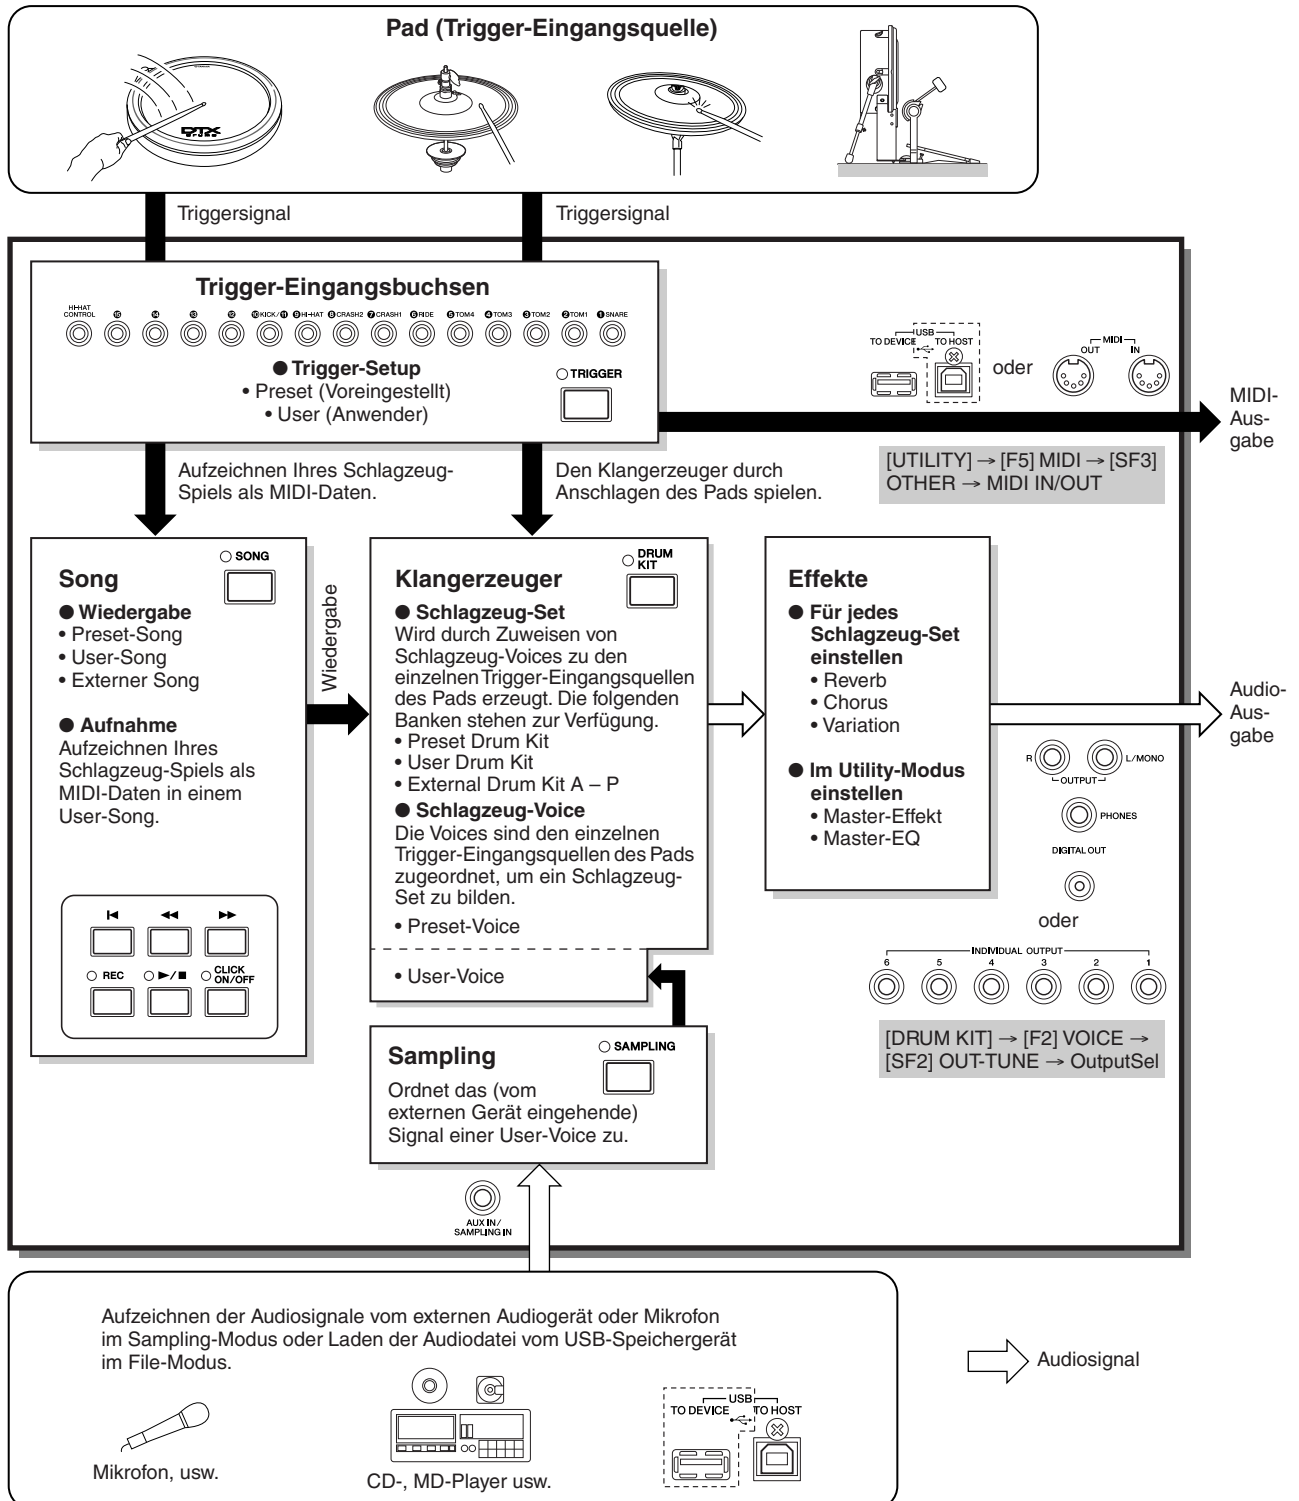 Pad (Trigger-Eingangsquelle)
DTX
Triggersignal
Triggersignal
Trigger-Eingangsbuchsen
HI-HAT
CONTROL
⓯
⓮
⓭
⓬
❿KICK/⓫
❾HI-HAT
❽CRASH2
❼CRASH1
❻RIDE
❺TOM4
❹TOM3
❸TOM2
❷TOM1
❶SNARE
● Trigger-Setup
• Preset (Voreingestellt)
• User (Anwender)
TRIGGER
USB
TO DEVICE
TO HOST
oder
MIDI
OUT
IN
MIDI-
Aus-
gabe
[UTILITY] → [F5] MIDI → [SF3]
OTHER → MIDI IN/OUT
Aufzeichnen Ihres Schlagzeug-
Spiels als MIDI-Daten.
Den Klangerzeuger durch
Anschlagen des Pads spielen.
Song
SONG
● Wiedergabe
• Preset-Song
• User-Song
• Externer Song
● Aufnahme
Aufzeichnen Ihres
Schlagzeug-Spiels als
MIDI-Daten in einem
User-Song.
REC
►/■
CLICK
ON/OFF
Wiedergabe
Klangerzeuger
DRUM
KIT
● Schlagzeug-Set
Wird durch Zuweisen von
Schlagzeug-Voices zu den
einzelnen Trigger-Eingangsquellen
des Pads erzeugt. Die folgenden
Banken stehen zur Verfügung.
• Preset Drum Kit
• User Drum Kit
• External Drum Kit A – P
● Schlagzeug-Voice
Die Voices sind den einzelnen
Trigger-Eingangsquellen des Pads
zugeordnet, um ein Schlagzeug-
Set zu bilden.
• Preset-Voice
• User-Voice
Effekte
● Für jedes
Schlagzeug-Set
einstellen
• Reverb
• Chorus
• Variation
● Im Utility-Modus
einstellen
• Master-Effekt
• Master-EQ
Audio-
Aus-
gabe
R
L/MONO
OUTPUT
PHONES
DIGITAL OUT
oder
INDIVIDUAL OUTPUT
6 5 4 3 2 1
[DRUM KIT] → [F2] VOICE →
[SF2] OUT-TUNE → OutputSel
Sampling
SAMPLING
Ordnet das (vom
externen Gerät eingehende)
Signal einer User-Voice zu.
AUX IN/
SAMPLING IN
Aufzeichnen der Audiosignale vom externen Audiogerät oder Mikrofon
im Sampling-Modus oder Laden der Audiodatei vom USB-Speichergerät
im File-Modus.
Mikrofon, usw.
CD-, MD-Player usw.
USB
TO DEVICE
TO HOST
Audiosignal